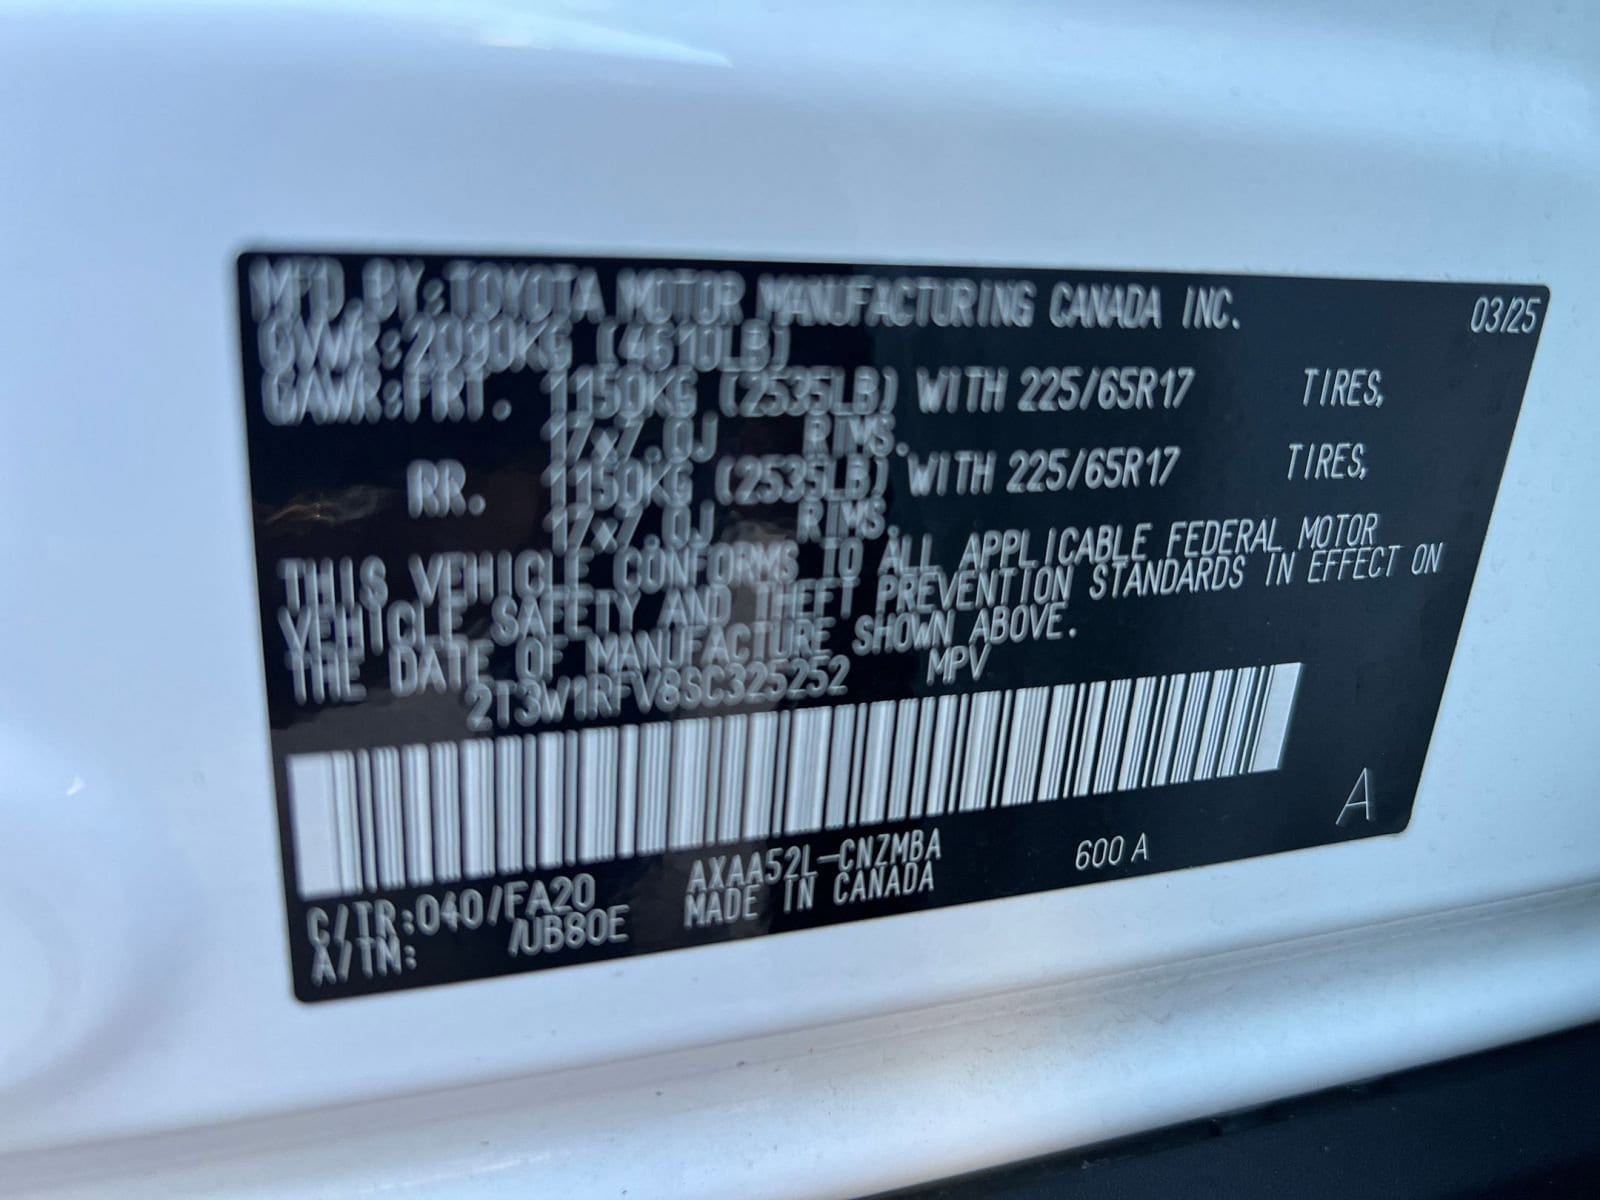 MFD.BY:TOYOTA MOTOR MANUFACTURING CANADA INC. 03/25
GVWR:2090KG (4610LB)
GAWR:FRT. 1150KG (2535LB) WITH 225/65R17 TIRES,
17x7.0J RIMS.
RR. 1150KG (2535LB) WITH 225/65R17 TIRES,
17x7.0J RIMS.
THIS VEHICLE CONFORMS TO ALL APPLICABLE FEDERAL MOTOR
VEHICLE SAFETY AND THEFT PREVENTION STANDARDS IN EFFECT ON
THE DATE OF MANUFACTURE SHOWN ABOVE.
2T3W1RFV8SC325252 MPV
A
C/TR:040/FA20 AXAA52L-CNZMBA 600 A
A/TN: /UB80E MADE IN CANADA